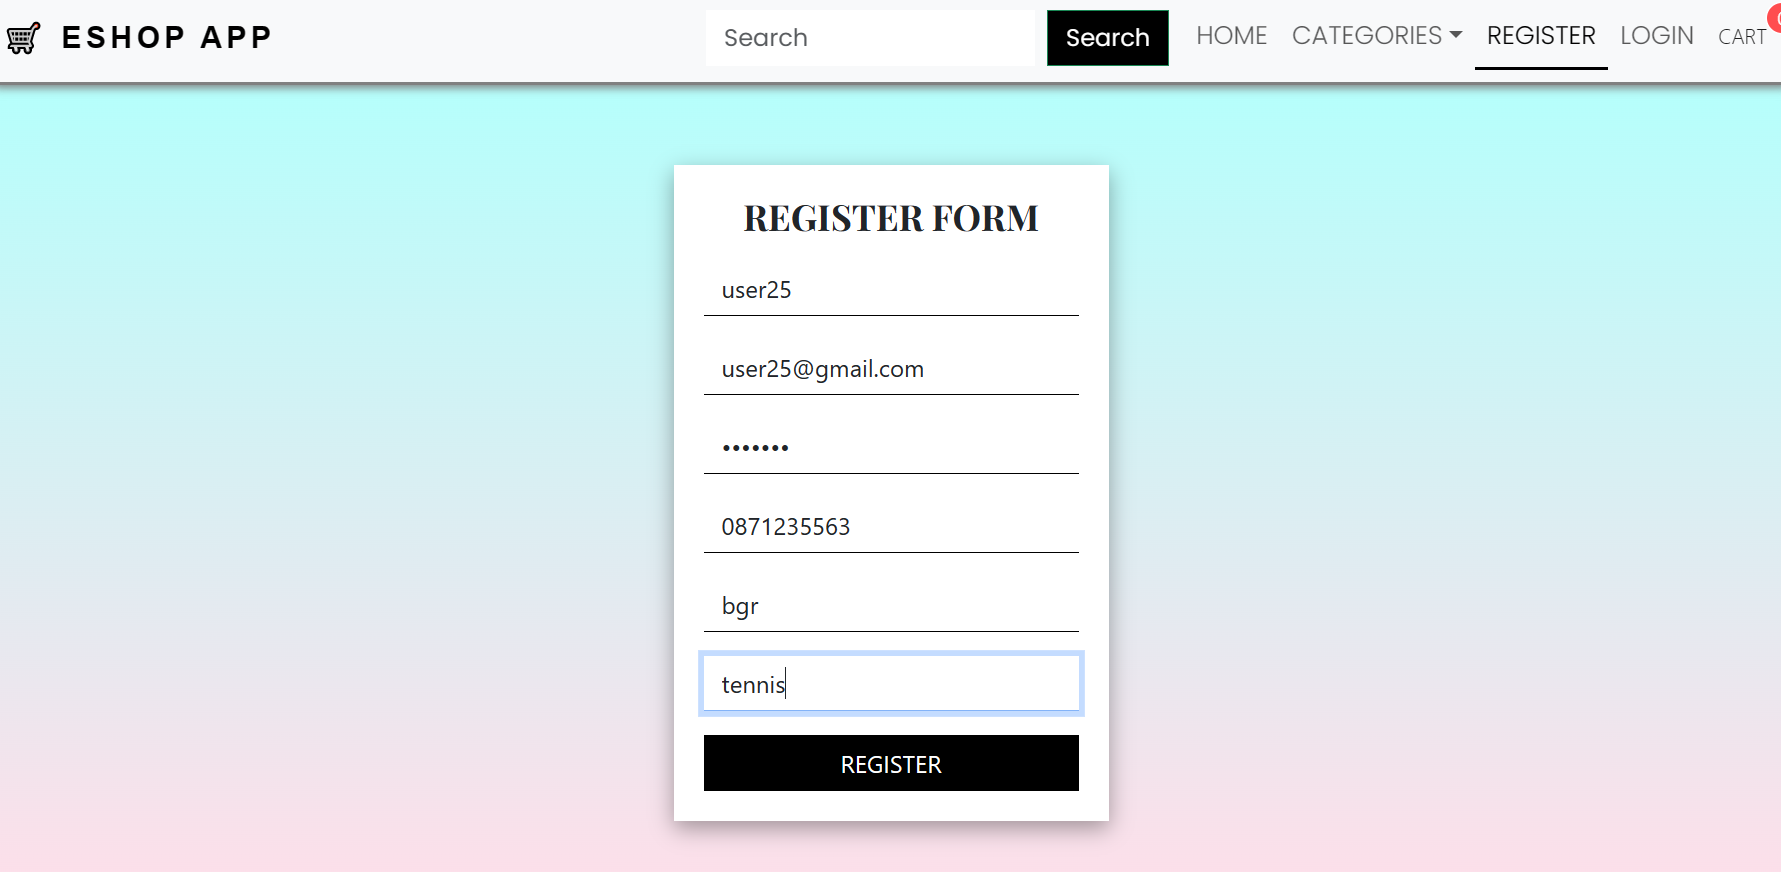 ESHOP APP
Search
Search
HOME
CATEGORIES
REGISTER
LOGIN
CART
REGISTER FORM
user25
user25@gmail.com
•••••••
0871235563
bgr
tennis
REGISTER